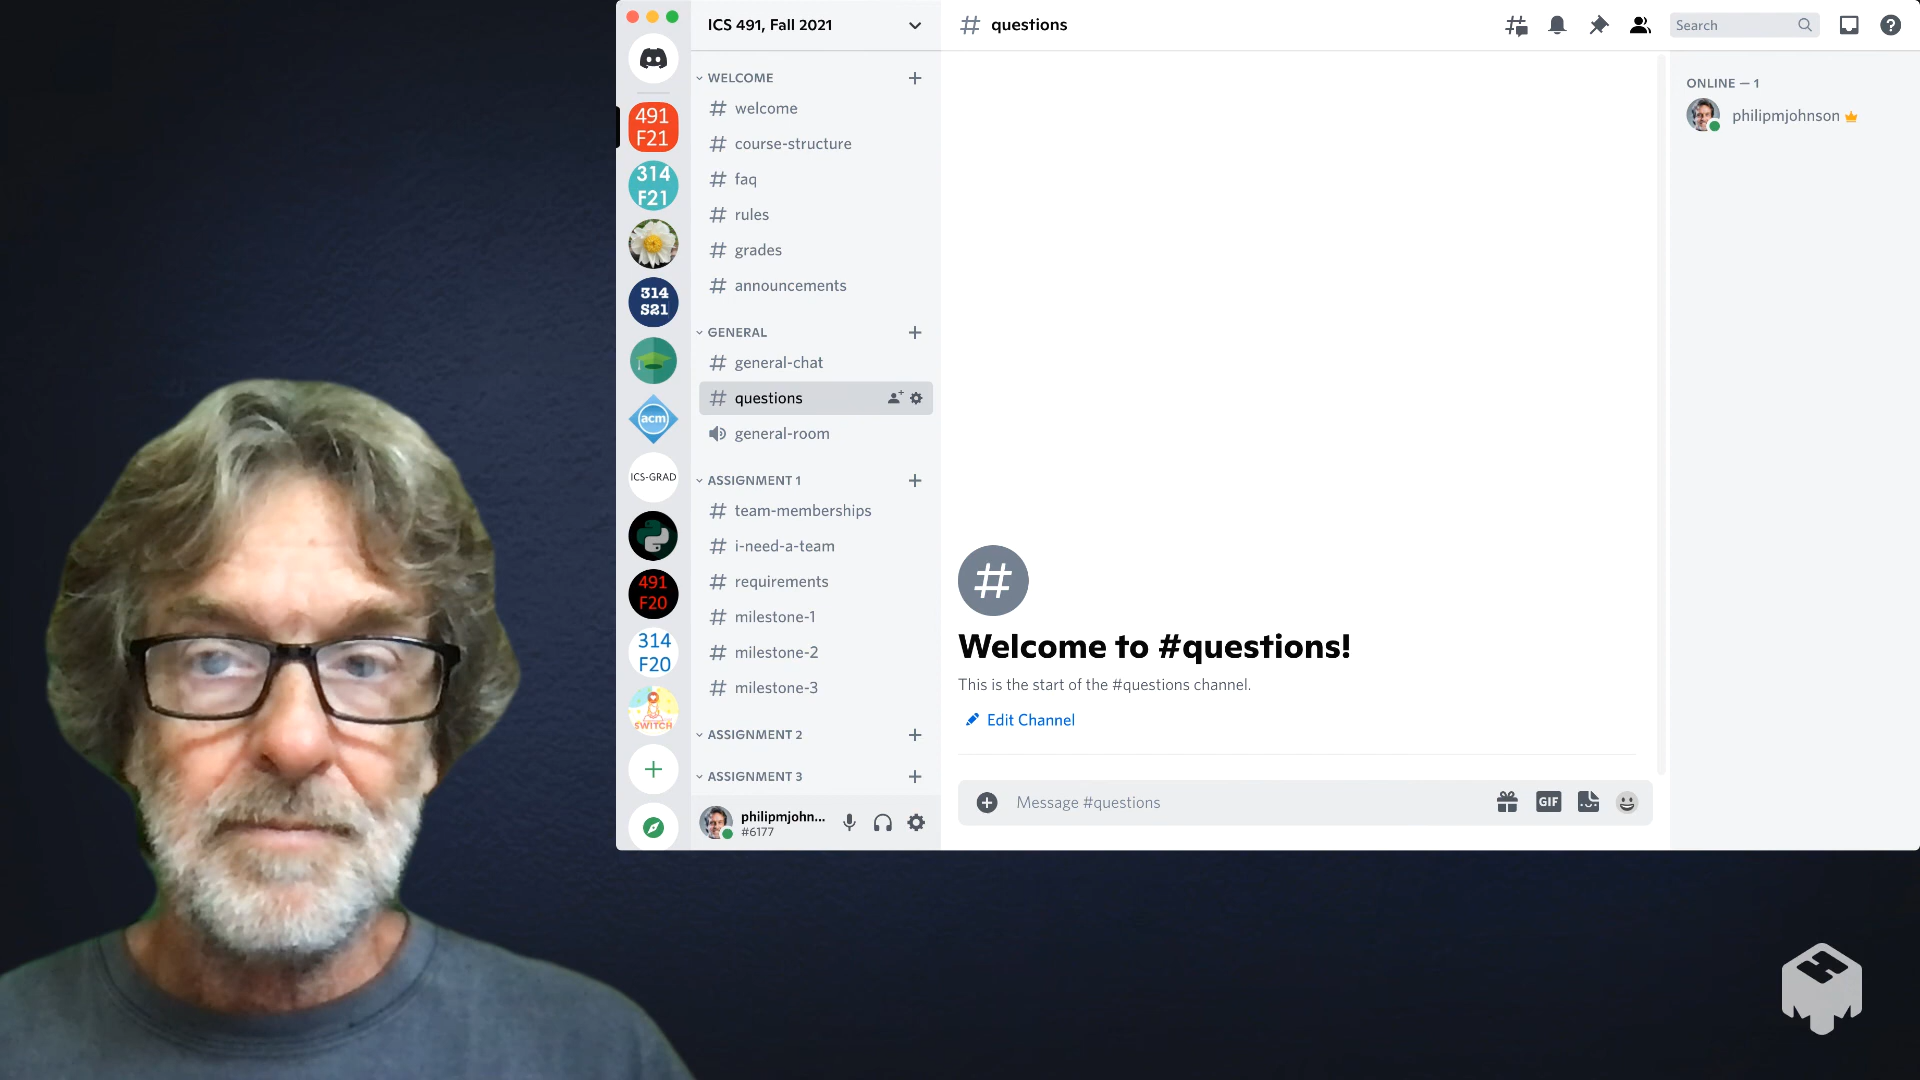 491
F21
314
F21
314
S21
acm
ICS-GRAD
491
F20
314
F20
SWITCH
ICS 491, Fall 2021
WELCOME
welcome
course-structure
faq
rules
grades
announcements
GENERAL
general-chat
questions
general-room
ASSIGNMENT 1
team-memberships
i-need-a-team
requirements
milestone-1
milestone-2
milestone-3
ASSIGNMENT 2
ASSIGNMENT 3
philipmjohn...
#6177
# questions
Search
#
Welcome to #questions!
This is the start of the #questions channel.
Edit Channel
Message #questions
GIF
ONLINE — 1
philipmjohnson